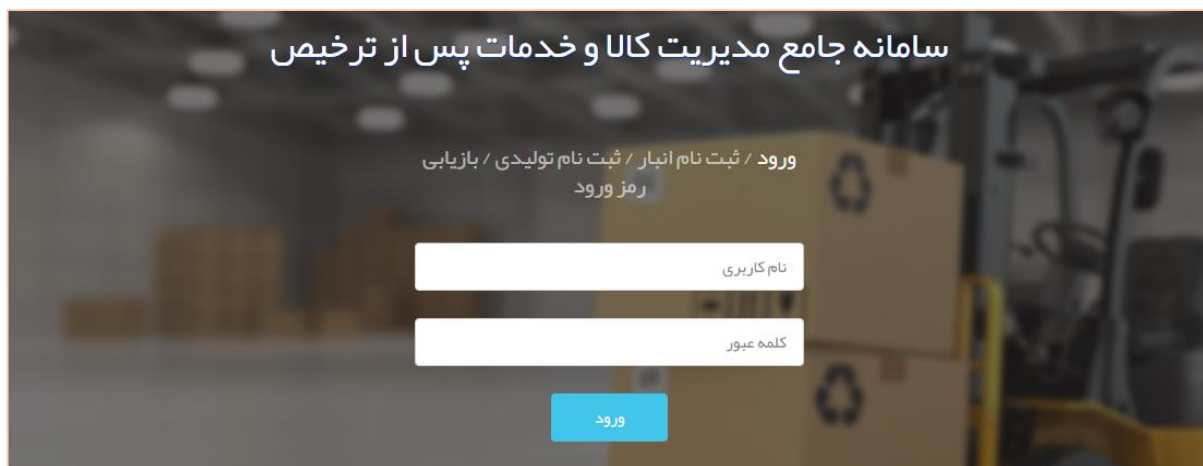 سامانه جامع مدیریت کالا و خدمات پس از ترخیص
ورود / ثبت نام انبار / ثبت نام تولیدی / بازیابی
رمز ورود
نام کاربری
کلمه عبور
ورود